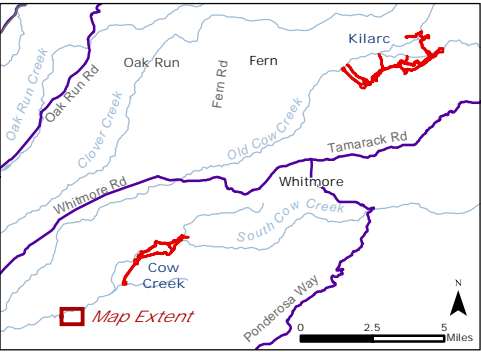 Kilarc
Oak Run
Fern
Oak Run Creek
Oak Run Rd
Fern Rd
Clover Creek
Old Cow Creek
Tamarack Rd
Whitmore Rd
Whitmore
South Cow Creek
Cow
Creek
Ponderosa Way
Map Extent
N
0 2.5 5
Miles